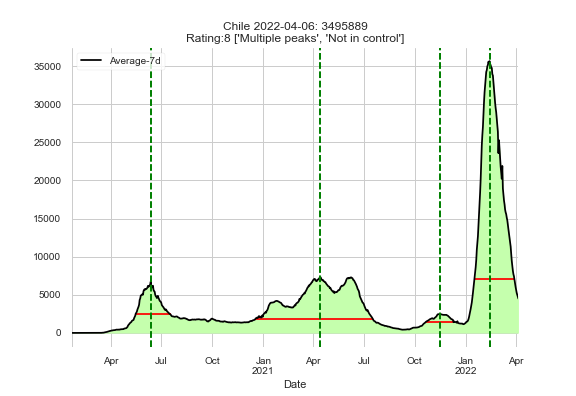 Chile 2022-04-06: 3495889
Rating:8 ['Multiple peaks', 'Not in control']
Average-7d
35000
30000
25000
20000
15000
10000
5000
0
Apr Jul Oct Jan Apr Jul Oct Jan Apr
2021 2022
Date